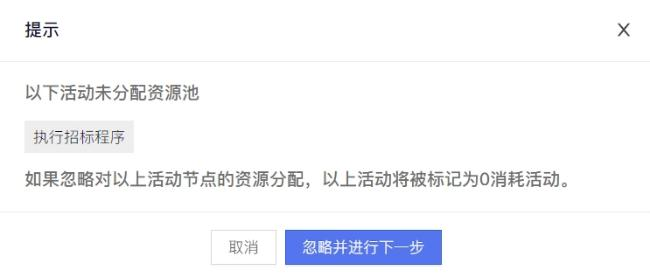 提示
以下活动未分配资源池
执行招标程序
如果忽略对以上活动节点的资源分配，以上活动将被标记为0消耗活动。
取消 忽略并进行下一步